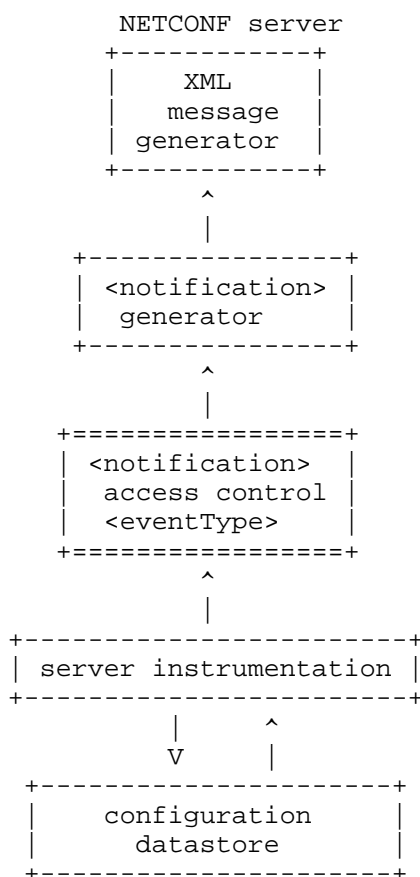 NETCONF server
XML
message
generator
<notification>
generator
<notification>
access control
<eventType>
server instrumentation
configuration
datastore